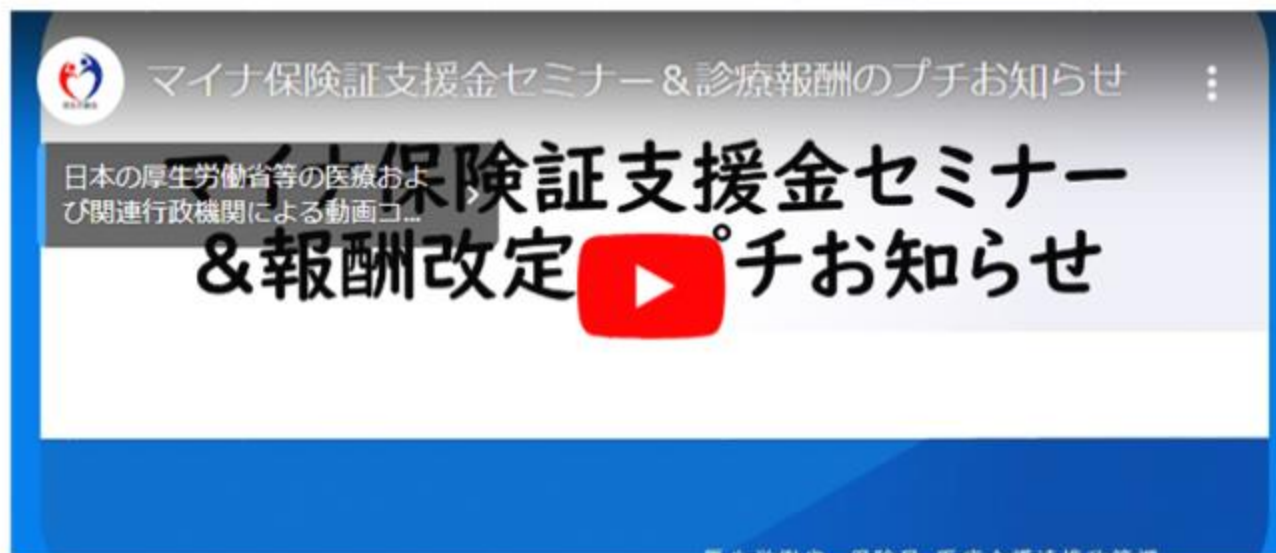 マイナ保険証支援金セミナー＆診療報酬のプチお知らせ
日本の厚生労働省等の医療およ
び関連行政機関による動画コ...
保険証支援金セミナー
&報酬改定 プチお知らせ